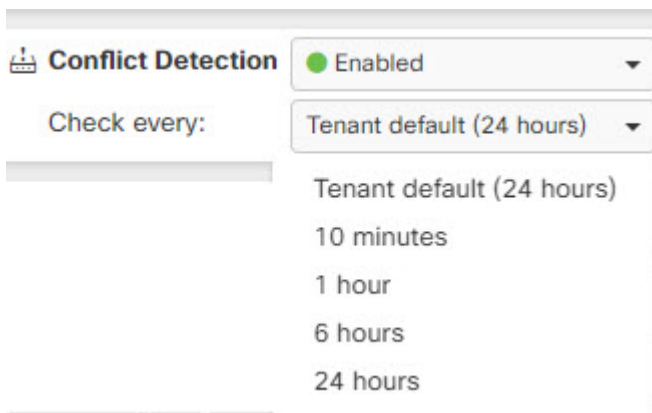 Conflict Detection Enabled
Check every: Tenant default (24 hours)
Tenant default (24 hours)
10 minutes
1 hour
6 hours
24 hours